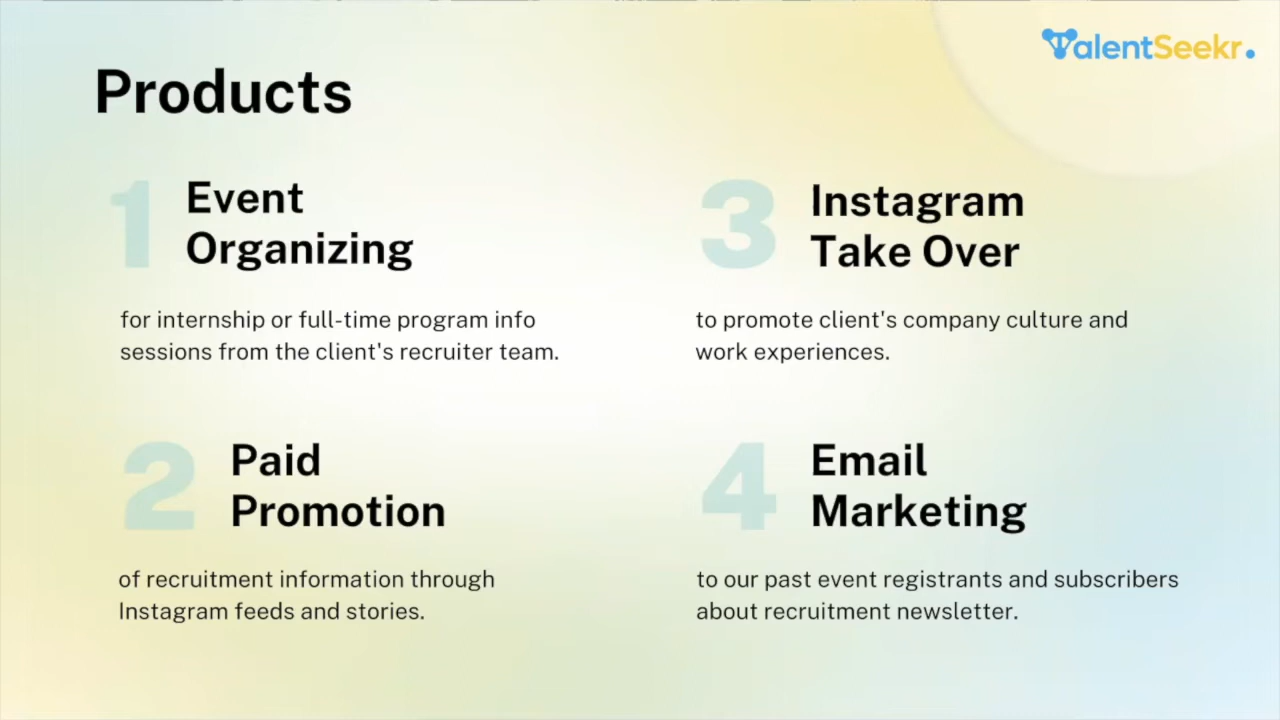 TalentSeekr.
Products
1
Event
Organizing
for internship or full-time program info
sessions from the client's recruiter team.
2
Paid
Promotion
of recruitment information through
Instagram feeds and stories.
3
Instagram
Take Over
to promote client's company culture and
work experiences.
4
Email
Marketing
to our past event registrants and subscribers
about recruitment newsletter.